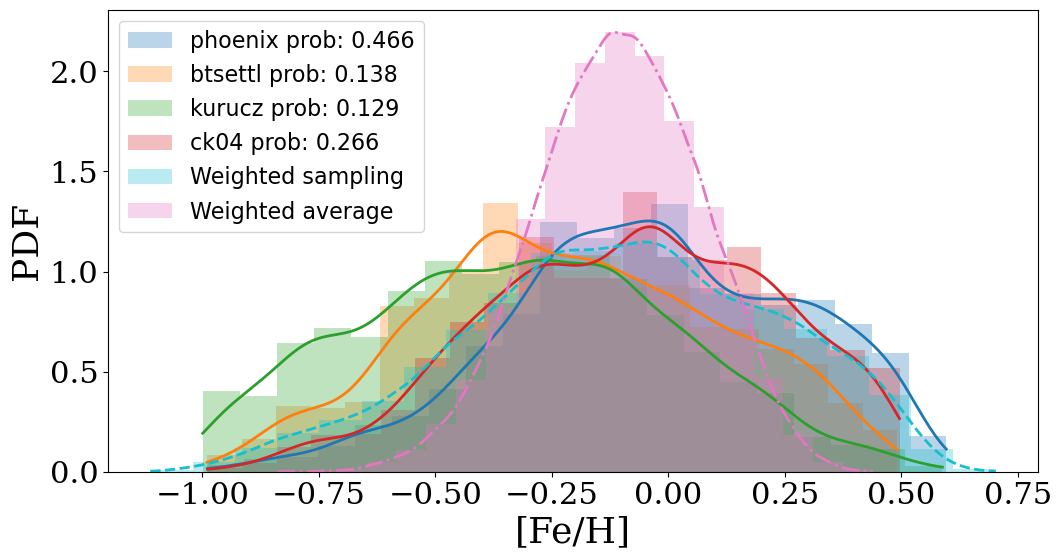 phoenix prob: 0.466
btsettl prob: 0.138
kurucz prob: 0.129
ck04 prob: 0.266
Weighted sampling
Weighted average
PDF
2.0
1.5
1.0
0.5
0.0
−1.00 −0.75 −0.50 −0.25 0.00 0.25 0.50 0.75
[Fe/H]